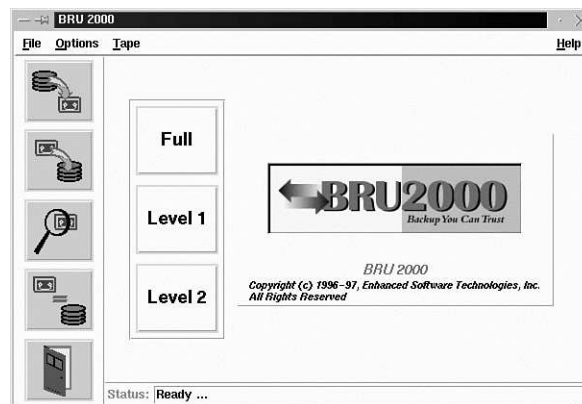 BRU 2000
File Options Tape Help
Full
Level 1
Level 2
BRU2000
Backup You Can Trust
BRU 2000
Copyright (c) 1996-97, Enhanced Software Technologies, Inc.
All Rights Reserved
Status: Ready ...